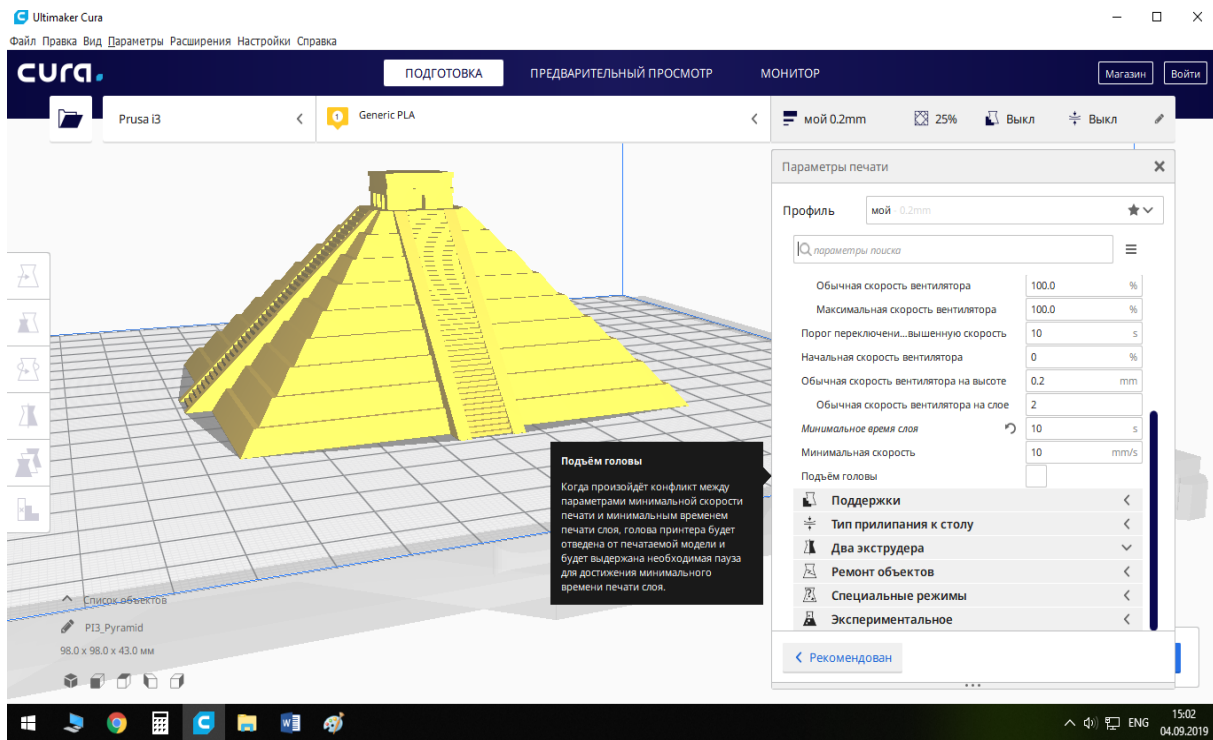 Ultimaker Cura
Файл Правка Вид Параметры Расширения Настройки Справка
cura.
ПОДГОТОВКА
ПРЕДВАРИТЕЛЬНЫЙ ПРОСМОТР
МОНИТОР
Магазин
Войти
Prusa i3
1
Generic PLA
мой 0.2mm
25%
Выкл
Выкл
Параметры печати
Профиль
мой 0.2mm
параметры поиска
Обычная скорость вентилятора 100.0 %
Максимальная скорость вентилятора 100.0 %
Порог переключени...вышенную скорость 10 s
Начальная скорость вентилятора 0 %
Обычная скорость вентилятора на высоте 0.2 mm
Обычная скорость вентилятора на слое 2
Минимальное время слоя 10 s
Минимальная скорость 10 mm/s
Подъём головы
Поддержки
Тип прилипания к столу
Два экструдера
Ремонт объектов
Специальные режимы
Экспериментальное
Рекомендован
Подъём головы
Когда произойдёт конфликт между
параметрами минимальной скорости
печати и минимальным временем
печати слоя, голова принтера будет
отведена от печатаемой модели и
будет выдержана необходимая пауза
для достижения минимального
времени печати слоя.
Список объектов
PI3_Pyramid
98.0 x 98.0 x 43.0 мм
ENG
15:02
04.09.2019